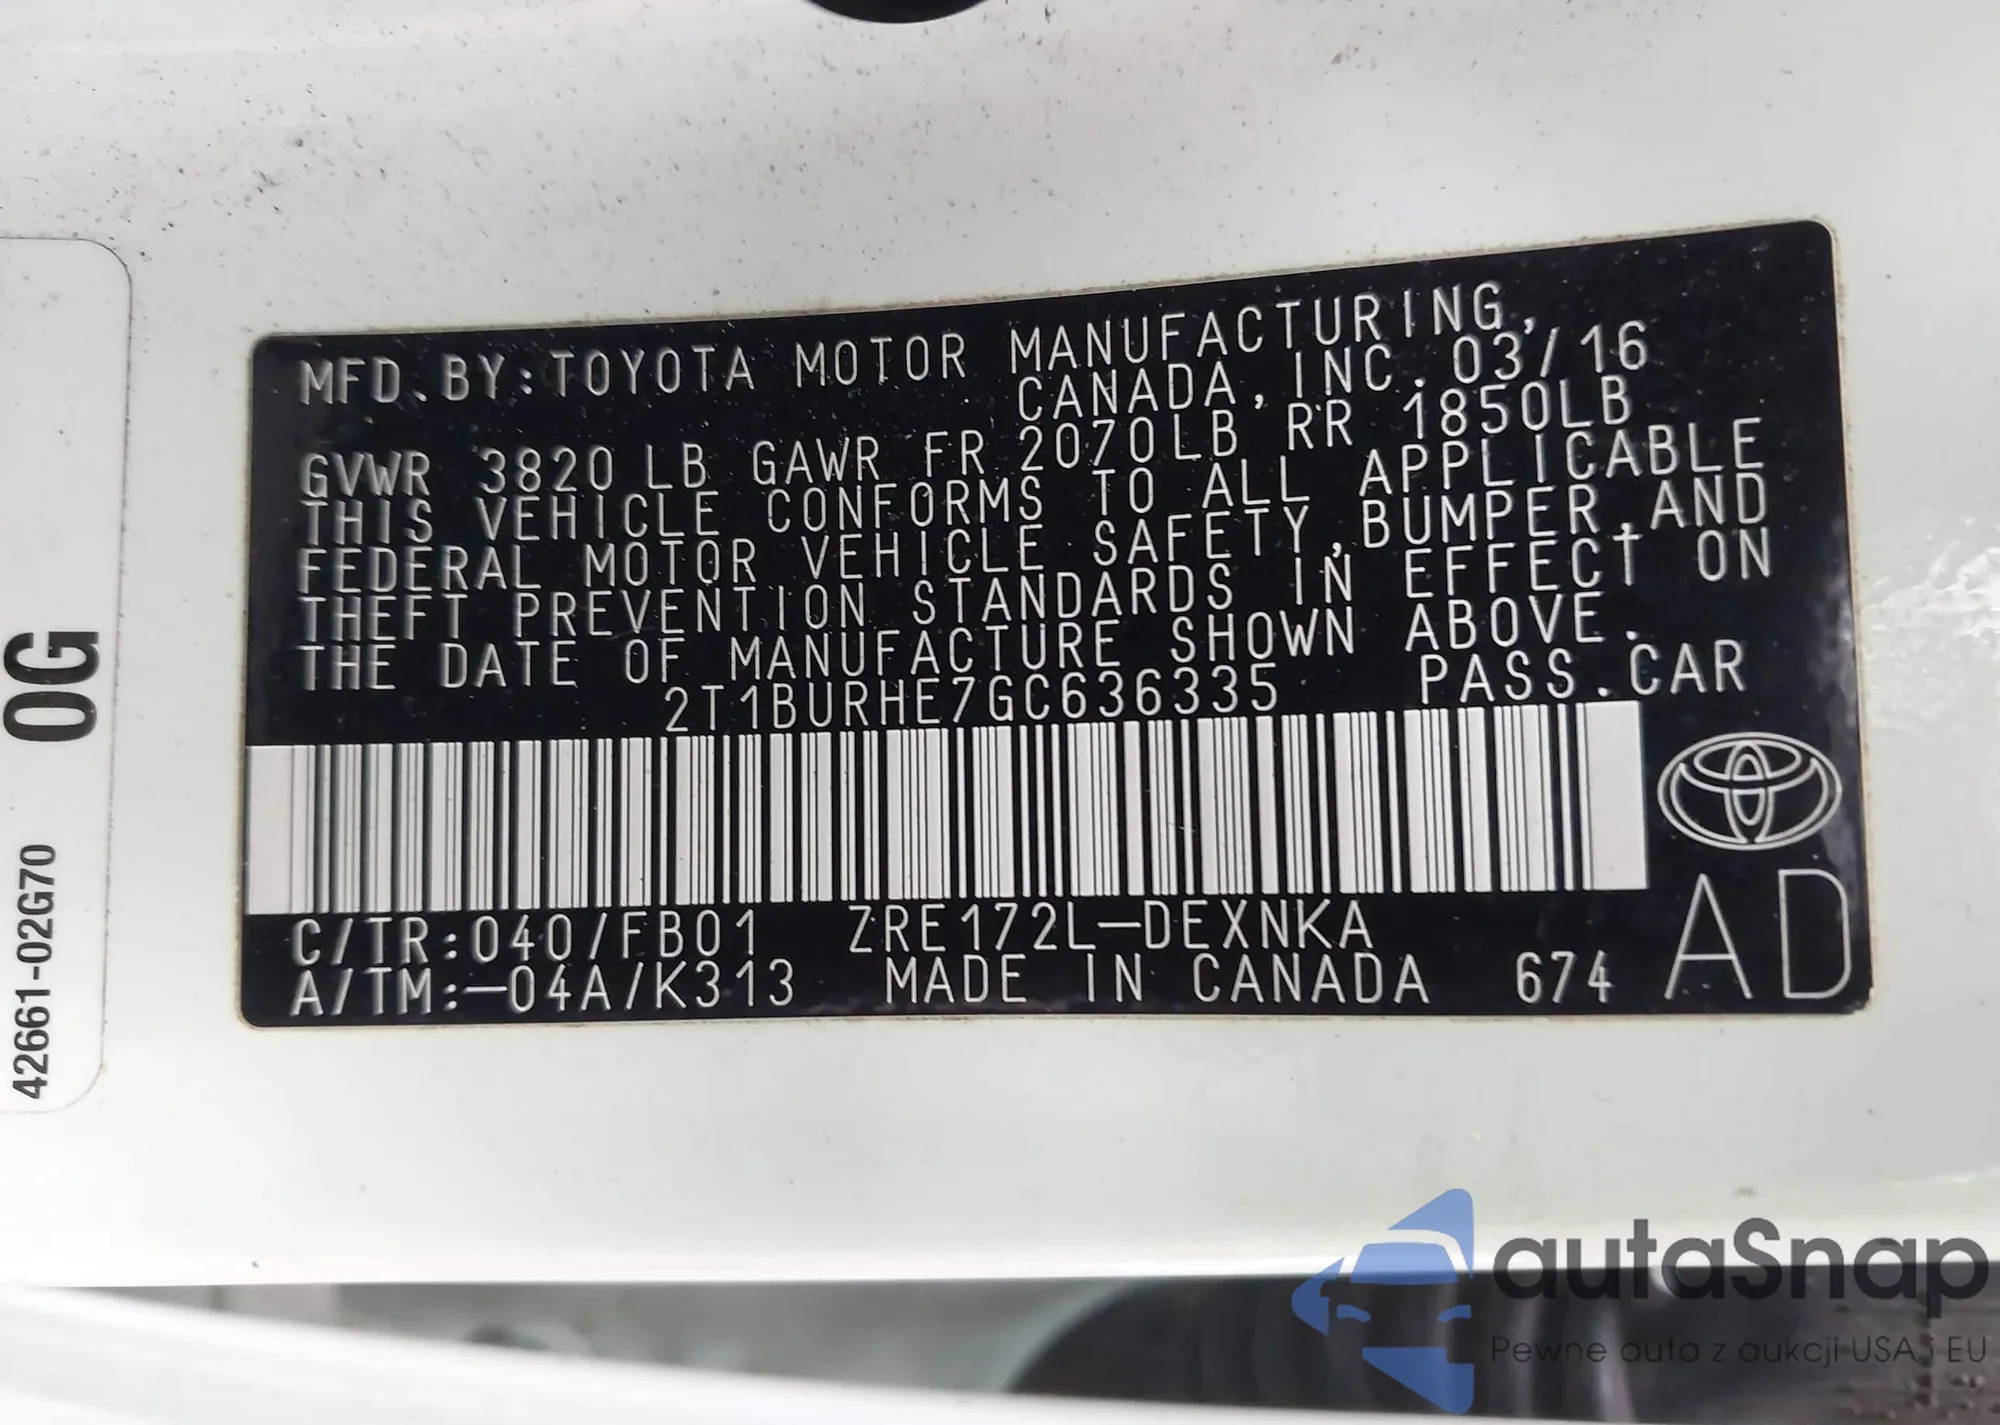 MFD.BY:TOYOTA MOTOR MANUFACTURING,
CANADA,INC. 03/16
GVWR 3820 LB GAWR FR 2070LB RR 1850LB
THIS VEHICLE CONFORMS TO ALL APPLICABLE
FEDERAL MOTOR VEHICLE SAFETY,BUMPER,AND
THEFT PREVENTION STANDARDS IN EFFECT ON
THE DATE OF MANUFACTURE SHOWN ABOVE.
2T1BURHE7GC636335 PASS.CAR
C/TR:040/FB01 ZRE172L-DEXNKA
A/TM:-04A/K313 MADE IN CANADA 674 AD
0G
42661-02G70
autaSnap
Pewne auta z aukcji USA i EU